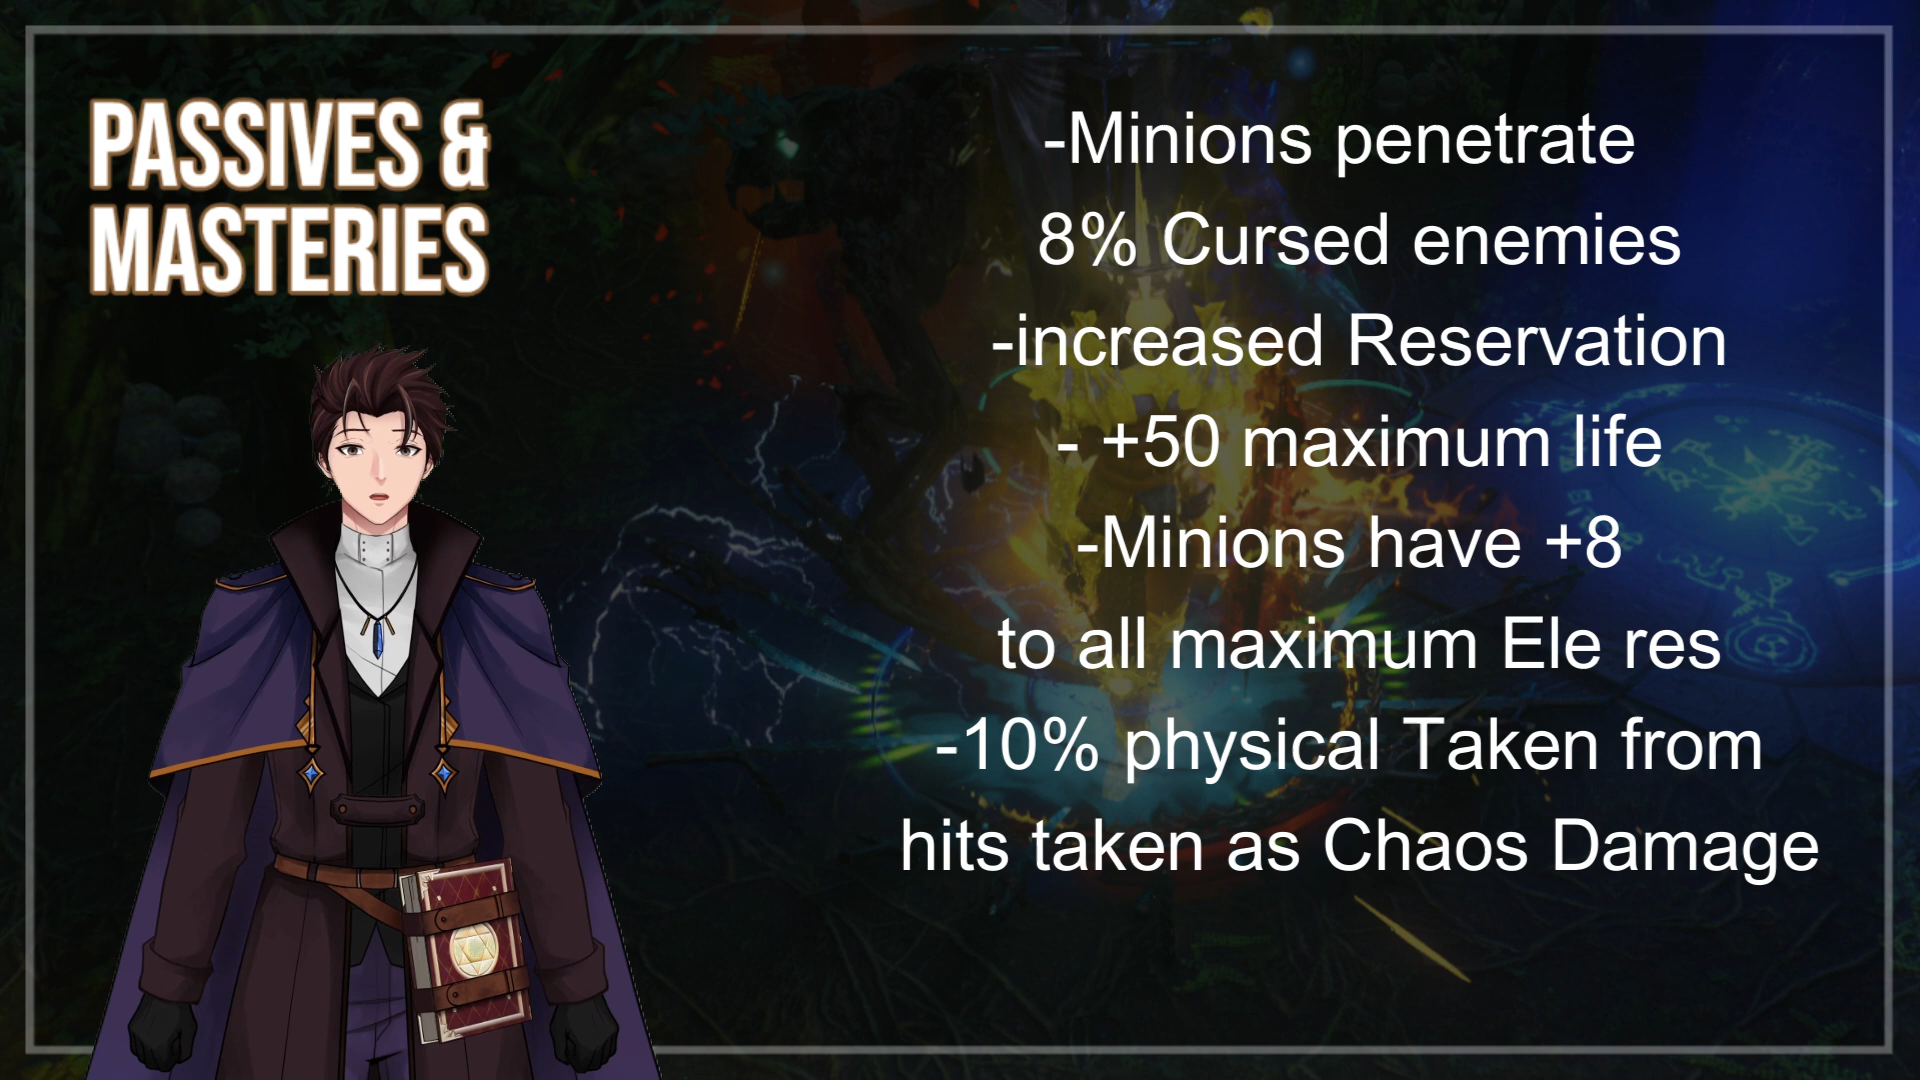 PASSIVES &
MASTERIES
-Minions penetrate
8% Cursed enemies
-increased Reservation
- +50 maximum life
-Minions have +8
to all maximum Ele res
-10% physical Taken from
hits taken as Chaos Damage